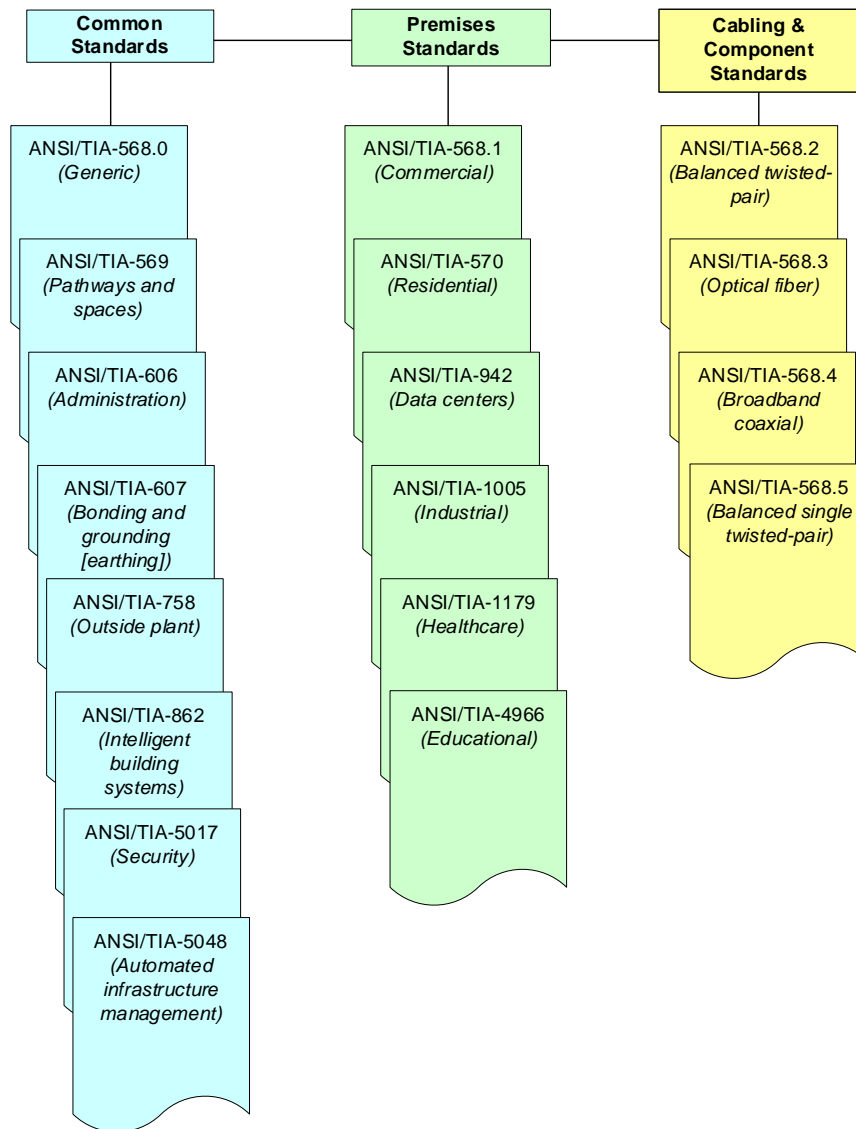 Common
Standards
Premises
Standards
Cabling &
Component
Standards
ANSI/TIA-568.0
(Generic)
ANSI/TIA-569
(Pathways and
spaces)
ANSI/TIA-606
(Administration)
ANSI/TIA-607
(Bonding and
grounding
[earthing])
ANSI/TIA-758
(Outside plant)
ANSI/TIA-862
(Intelligent
building
systems)
ANSI/TIA-5017
(Security)
ANSI/TIA-5048
(Automated
infrastructure
management)
ANSI/TIA-568.1
(Commercial)
ANSI/TIA-570
(Residential)
ANSI/TIA-942
(Data centers)
ANSI/TIA-1005
(Industrial)
ANSI/TIA-1179
(Healthcare)
ANSI/TIA-4966
(Educational)
ANSI/TIA-568.2
(Balanced twisted-
pair)
ANSI/TIA-568.3
(Optical fiber)
ANSI/TIA-568.4
(Broadband
coaxial)
ANSI/TIA-568.5
(Balanced single
twisted-pair)